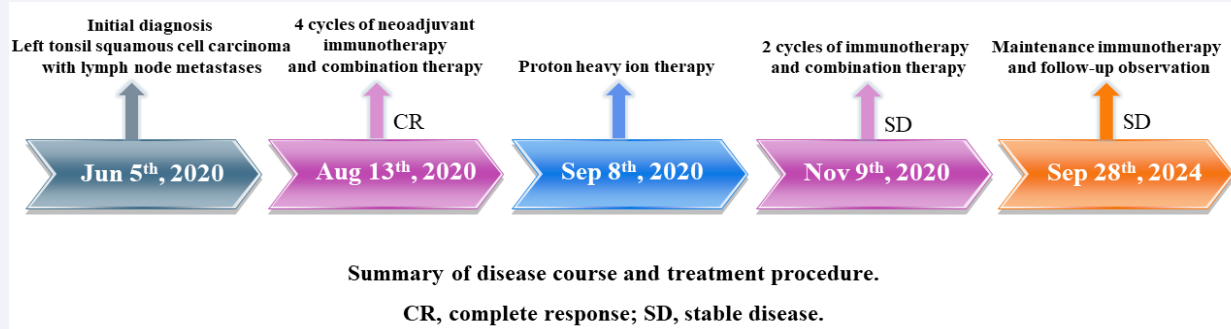 Initial diagnosis
Left tonsil squamous cell carcinoma
with lymph node metastases
4 cycles of neoadjuvant
immunotherapy
and combination therapy
Proton heavy ion therapy
2 cycles of immunotherapy
and combination therapy
Maintenance immunotherapy
and follow-up observation
CR
SD
SD
Jun 5th, 2020
Aug 13th, 2020
Sep 8th, 2020
Nov 9th, 2020
Sep 28th, 2024
Summary of disease course and treatment procedure.
CR, complete response; SD, stable disease.